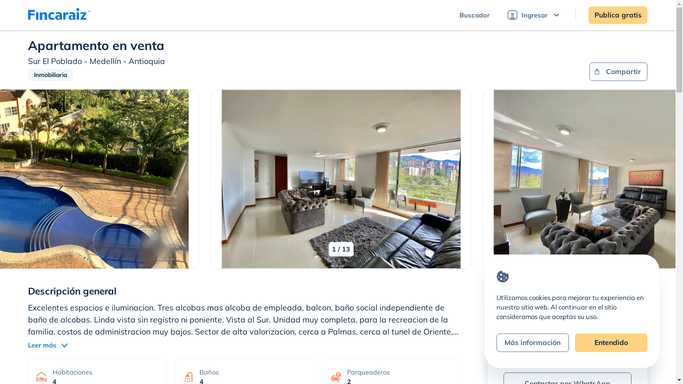 Fincaraiz
Buscador
Ingresar
Publica gratis
Apartamento en venta
Sur El Poblado - Medellín - Antioquia
Inmobiliaria
Compartir
1 / 13
Descripción general
Excelentes espacios e iluminacion. Tres alcobas mas alcoba de empleada, balcon, baño social independiente de
baño de alcobas. Linda vista sin registro ni poniente. Vista al Sur. Unidad muy completa, para la recreacion de la
familia, costos de administracion muy bajos. Sector de alta valorizacion, cerca a Palmas, cerca al tunel de Oriente,...
Leer más
Habitaciones
4
Baños
4
Parqueaderos
2
Utilizamos cookies para mejorar tu experiencia en
nuestro sitio web. Al continuar en el sitio
consideramos que aceptas su uso.
Más información
Entendido
Contactar por WhatsApp